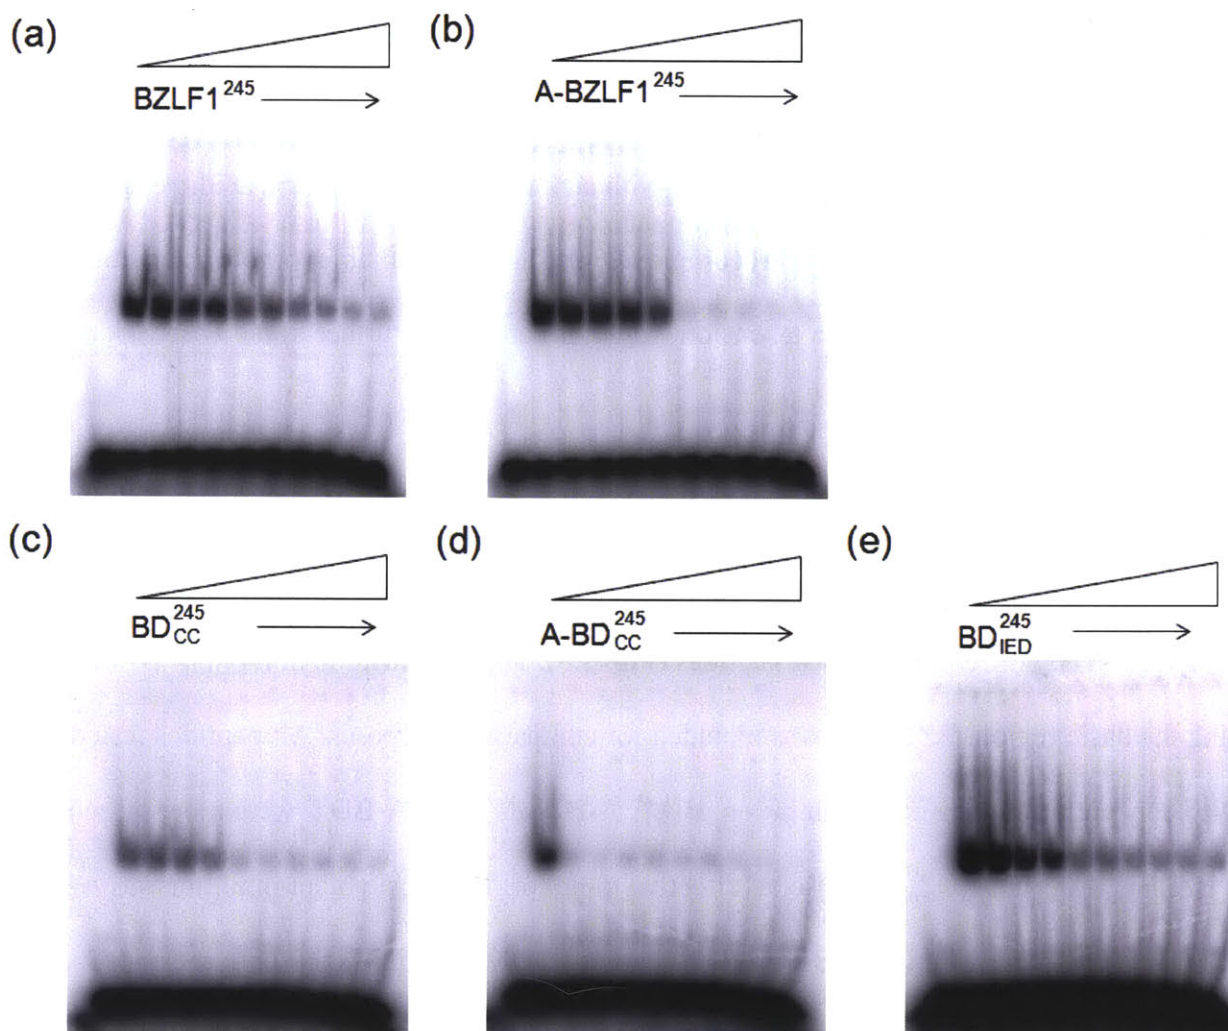 (a)
BZLF1²⁴⁵
(b)
A-BZLF1²⁴⁵
(c)
BD²⁴⁵CC
(d)
A-BD²⁴⁵CC
(e)
BD²⁴⁵IED